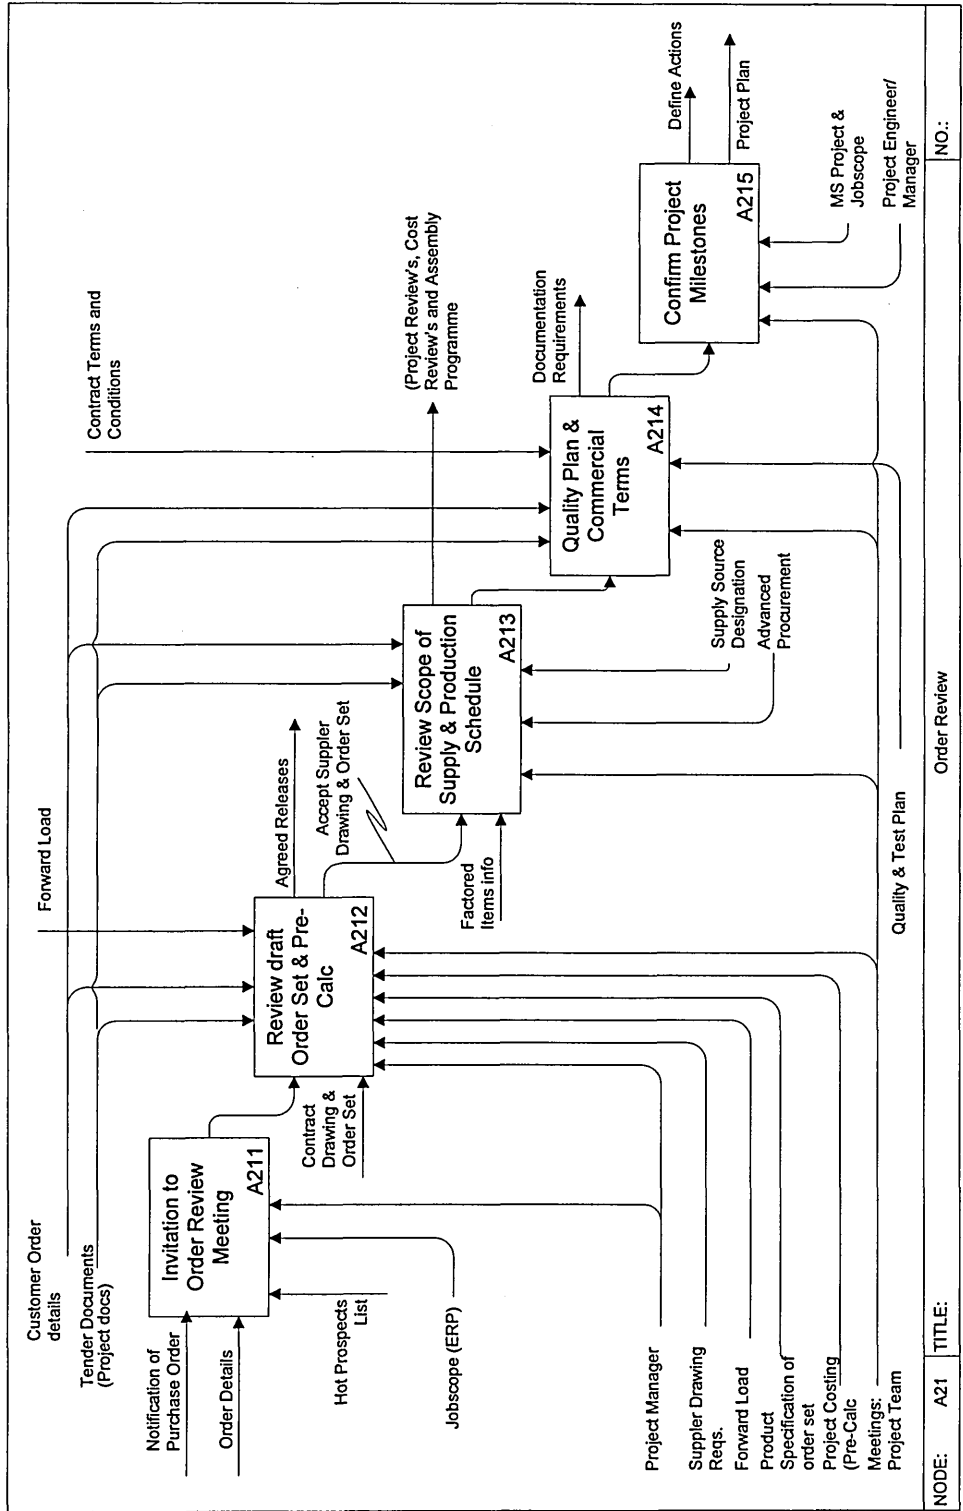 Customer Order
details
Tender Documents
(Project docs)
Forward Load
Contract Terms and
Conditions
Notification of
Purchase Order
Order Details
Invitation to
Order Review
Meeting
A211
Hot Prospects
List
Jobscope (ERP)
Contract
Drawing &
Order Set
Review draft
Order Set & Pre-
Calc
A212
Agreed Releases
Accept Suppler
Drawing & Order Set
Factored
Items info
Review Scope of
Supply & Production
Schedule
A213
(Project Review's, Cost
Review's and Assembly
Programme
Supply Source
Designation
Advanced
Procurement
Quality Plan &
Commercial
Terms
A214
Documentation
Requirements
Confirm Project
Milestones
A215
Define Actions
Project Plan
MS Project &
Jobscope
Project Engineer/
Manager
Project Manager
Suppler Drawing
Reqs.
Forward Load
Product
Specification of
order set
Project Costing
(Pre-Calc
Meetings:
Project Team
Quality & Test Plan
NODE:
A21
TITLE:
Order Review
NO.: